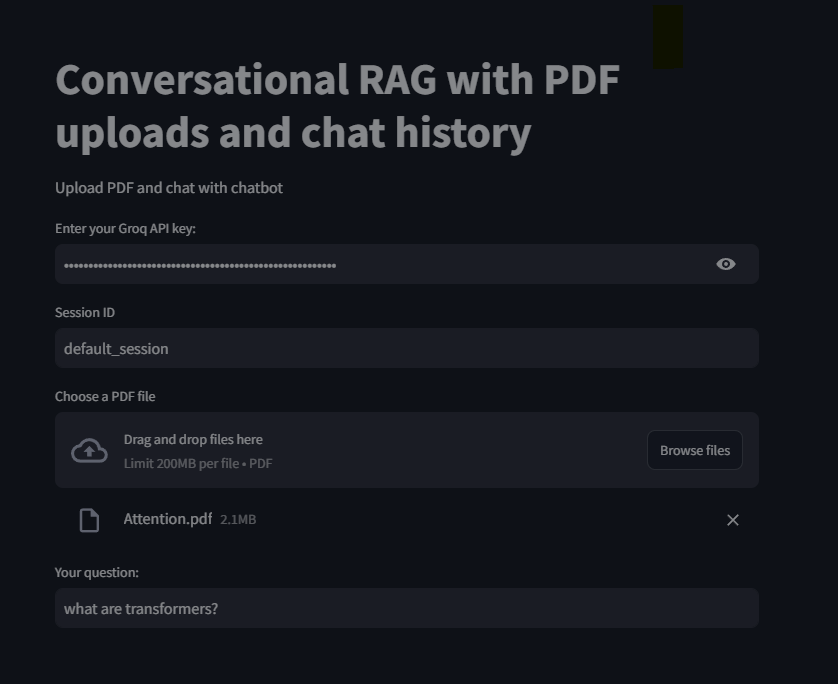 Conversational RAG with PDF
uploads and chat history
Upload PDF and chat with chatbot
Enter your Groq API key:
Session ID
default_session
Choose a PDF file
Drag and drop files here
Limit 200MB per file • PDF
Browse files
Attention.pdf 2.1MB
Your question:
what are transformers?